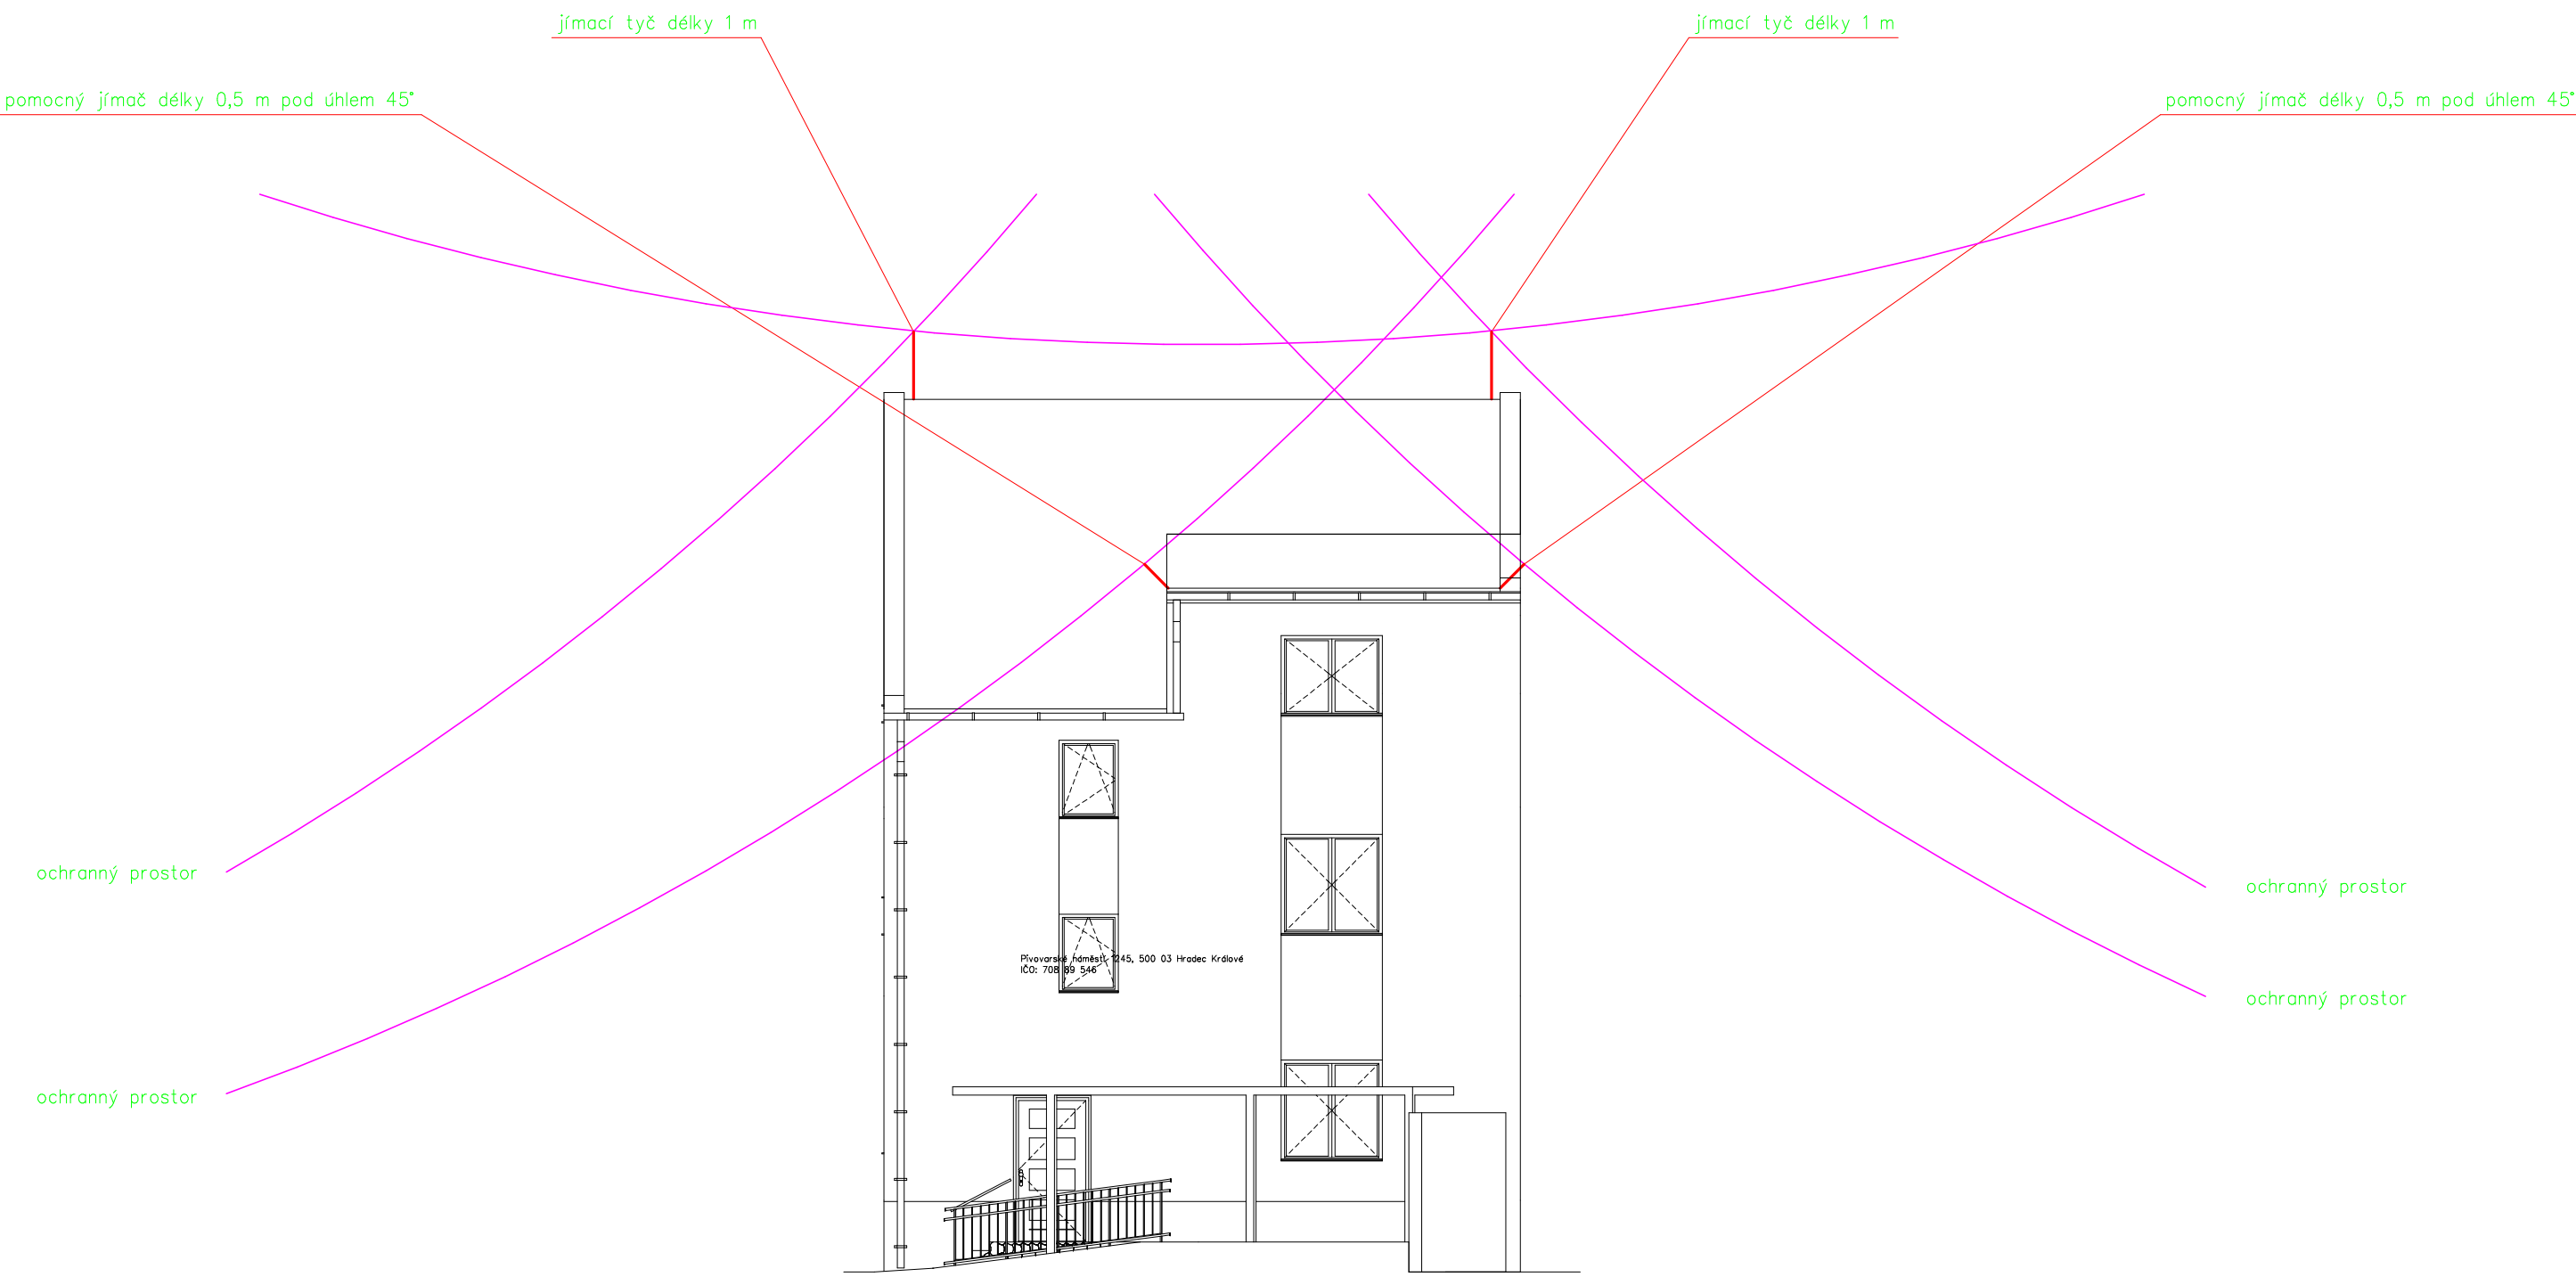 jímací tyč délky 1 m
jímací tyč délky 1 m
pomocný jímač délky 0,5 m pod úhlem 45°
pomocný jímač délky 0,5 m pod úhlem 45°
ochranný prostor
ochranný prostor
Pivovarské náměstí 1245, 500 03 Hradec Králové
IČO: 708 89 546
ochranný prostor
ochranný prostor